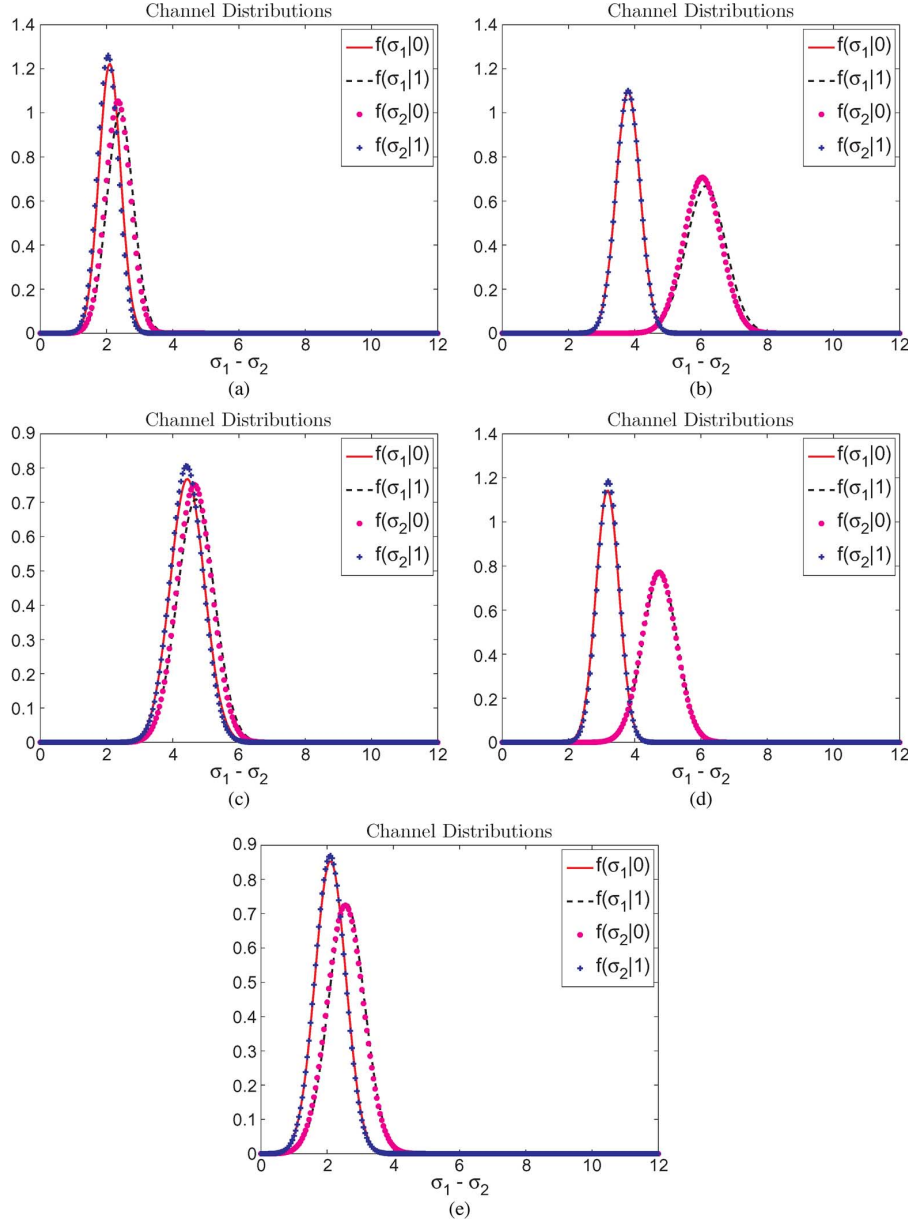 Channel Distributions
1.4
1.2
1
0.8
0.6
0.4
0.2
0
0 2 4 6 8 10 12
f(σ₁|0)
f(σ₁|1)
f(σ₂|0)
f(σ₂|1)
σ₁ - σ₂
(a)
Channel Distributions
1.4
1.2
1
0.8
0.6
0.4
0.2
0
0 2 4 6 8 10 12
f(σ₁|0)
f(σ₁|1)
f(σ₂|0)
f(σ₂|1)
σ₁ - σ₂
(b)
Channel Distributions
0.9
0.8
0.7
0.6
0.5
0.4
0.3
0.2
0.1
0
0 2 4 6 8 10 12
f(σ₁|0)
f(σ₁|1)
f(σ₂|0)
f(σ₂|1)
σ₁ - σ₂
(c)
Channel Distributions
1.4
1.2
1
0.8
0.6
0.4
0.2
0
0 2 4 6 8 10 12
f(σ₁|0)
f(σ₁|1)
f(σ₂|0)
f(σ₂|1)
σ₁ - σ₂
(d)
Channel Distributions
0.9
0.8
0.7
0.6
0.5
0.4
0.3
0.2
0.1
0
0 2 4 6 8 10 12
f(σ₁|0)
f(σ₁|1)
f(σ₂|0)
f(σ₂|1)
σ₁ - σ₂
(e)